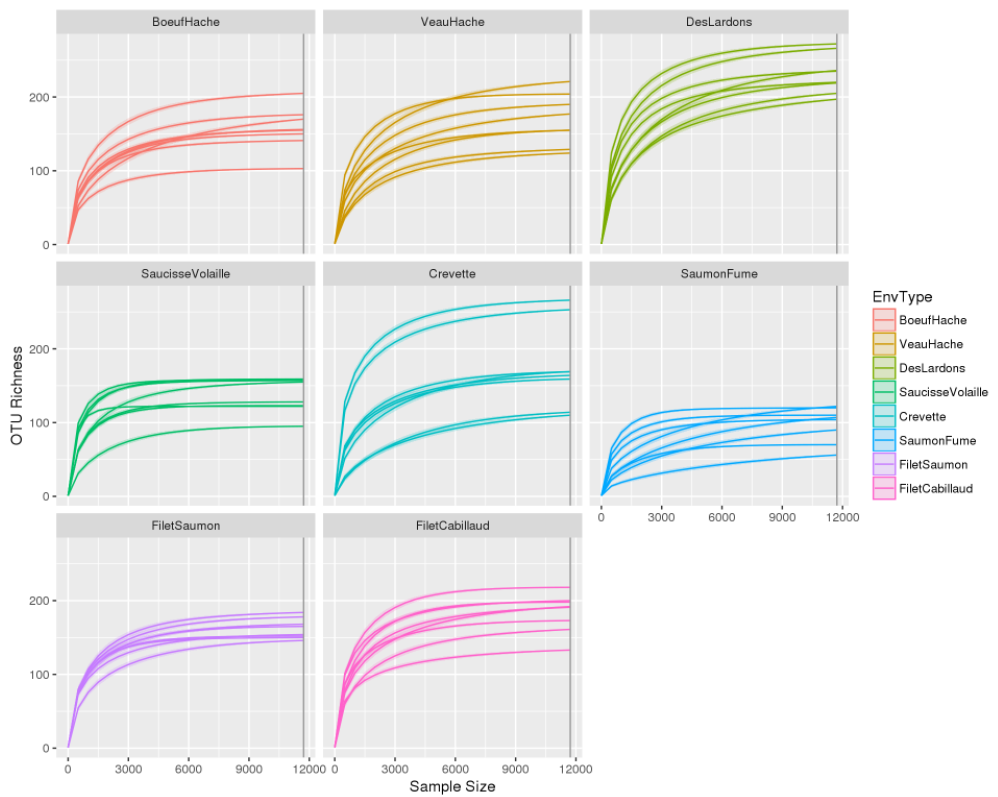 BoeufHache
VeauHache
DesLardons
200
100
0
SaucisseVolaille
Crevette
SaumonFume
200
100
0
0 3000 6000 9000 12000
FiletSaumon
FiletCabillaud
200
100
0
0 3000 6000 9000 12000
0 3000 6000 9000 12000
Sample Size
OTU Richness
EnvType
BoeufHache
VeauHache
DesLardons
SaucisseVolaille
Crevette
SaumonFume
FiletSaumon
FiletCabillaud